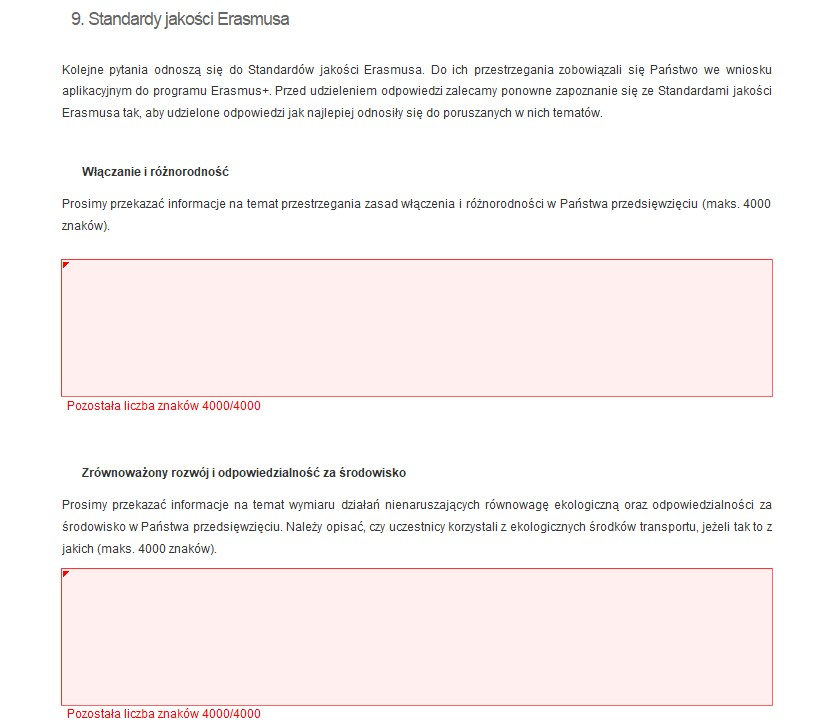 9. Standardy jakości Erasmusa
Kolejne pytania odnoszą się do Standardów jakości Erasmusa. Do ich przestrzegania zobowiązali się Państwo we wniosku
aplikacyjnym do programu Erasmus+. Przed udzieleniem odpowiedzi zalecamy ponowne zapoznanie się ze Standardami jakości
Erasmusa tak, aby udzielone odpowiedzi jak najlepiej odnosiły się do poruszanych w nich tematów.
Włączanie i różnorodność
Prosimy przekazać informacje na temat przestrzegania zasad włączenia i różnorodności w Państwa przedsięwzięciu (maks. 4000
znaków).
Pozostała liczba znaków 4000/4000
Zrównoważony rozwój i odpowiedzialność za środowisko
Prosimy przekazać informacje na temat wymiaru działań nienaruszających równowagę ekologiczną oraz odpowiedzialności za
środowisko w Państwa przedsięwzięciu. Należy opisać, czy uczestnicy korzystali z ekologicznych środków transportu, jeżeli tak to z
jakich (maks. 4000 znaków).
Pozostała liczba znaków 4000/4000